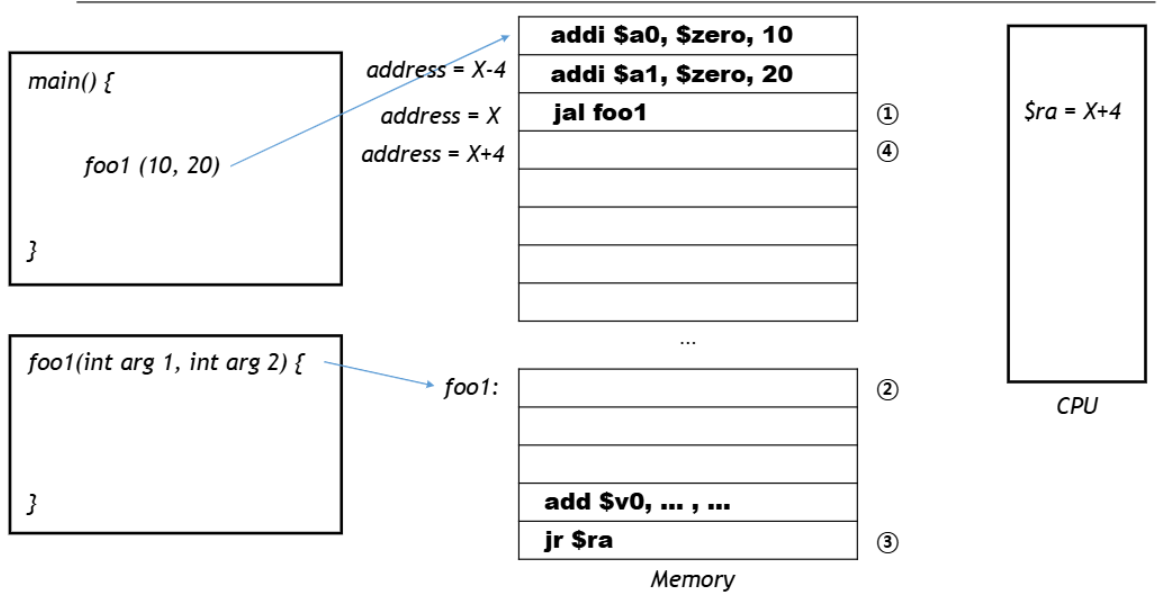 main() {
foo1 (10, 20)
}
foo1(int arg 1, int arg 2) {
}
address = X-4
address = X
address = X+4
foo1:
addi $a0, $zero, 10
addi $a1, $zero, 20
jal foo1
①
④
...
②
add $v0, ... , ...
jr $ra
③
Memory
$ra = X+4
CPU